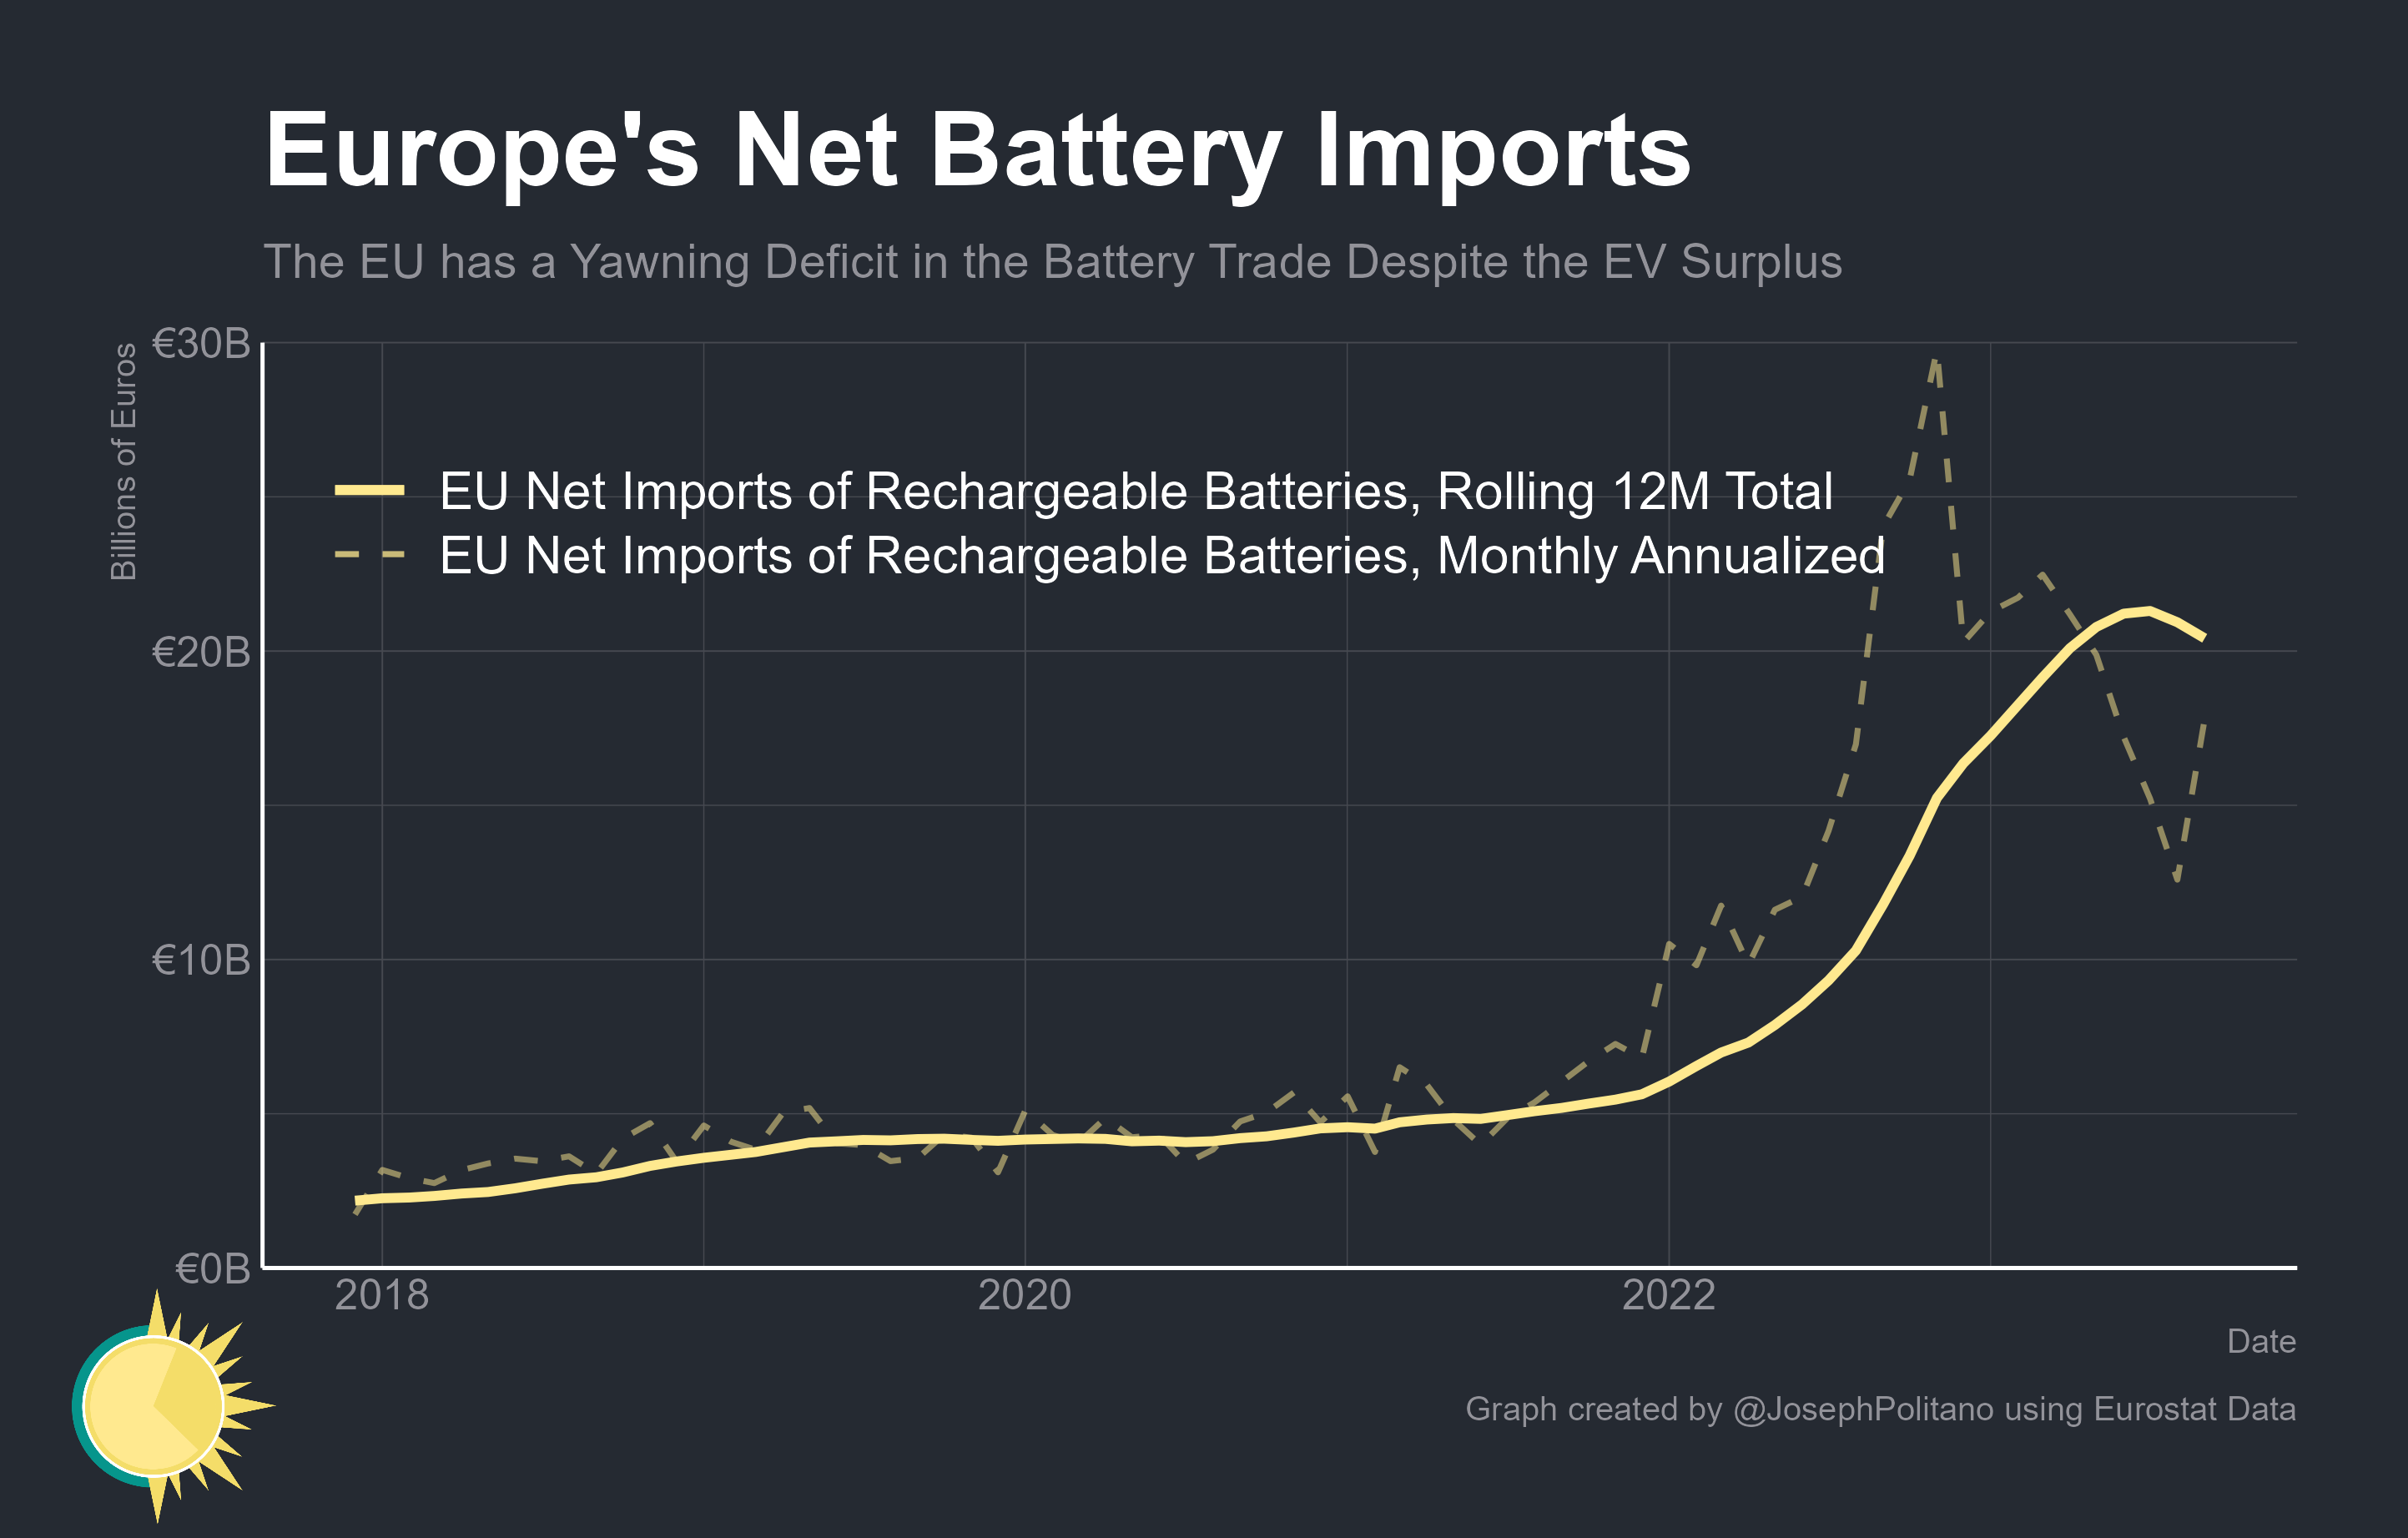 Europe's Net Battery Imports
The EU has a Yawning Deficit in the Battery Trade Despite the EV Surplus
Billions of Euros
€30B
€20B
€10B
€0B
EU Net Imports of Rechargeable Batteries, Rolling 12M Total
EU Net Imports of Rechargeable Batteries, Monthly Annualized
2018
2020
2022
Date
Graph created by @JosephPolitano using Eurostat Data